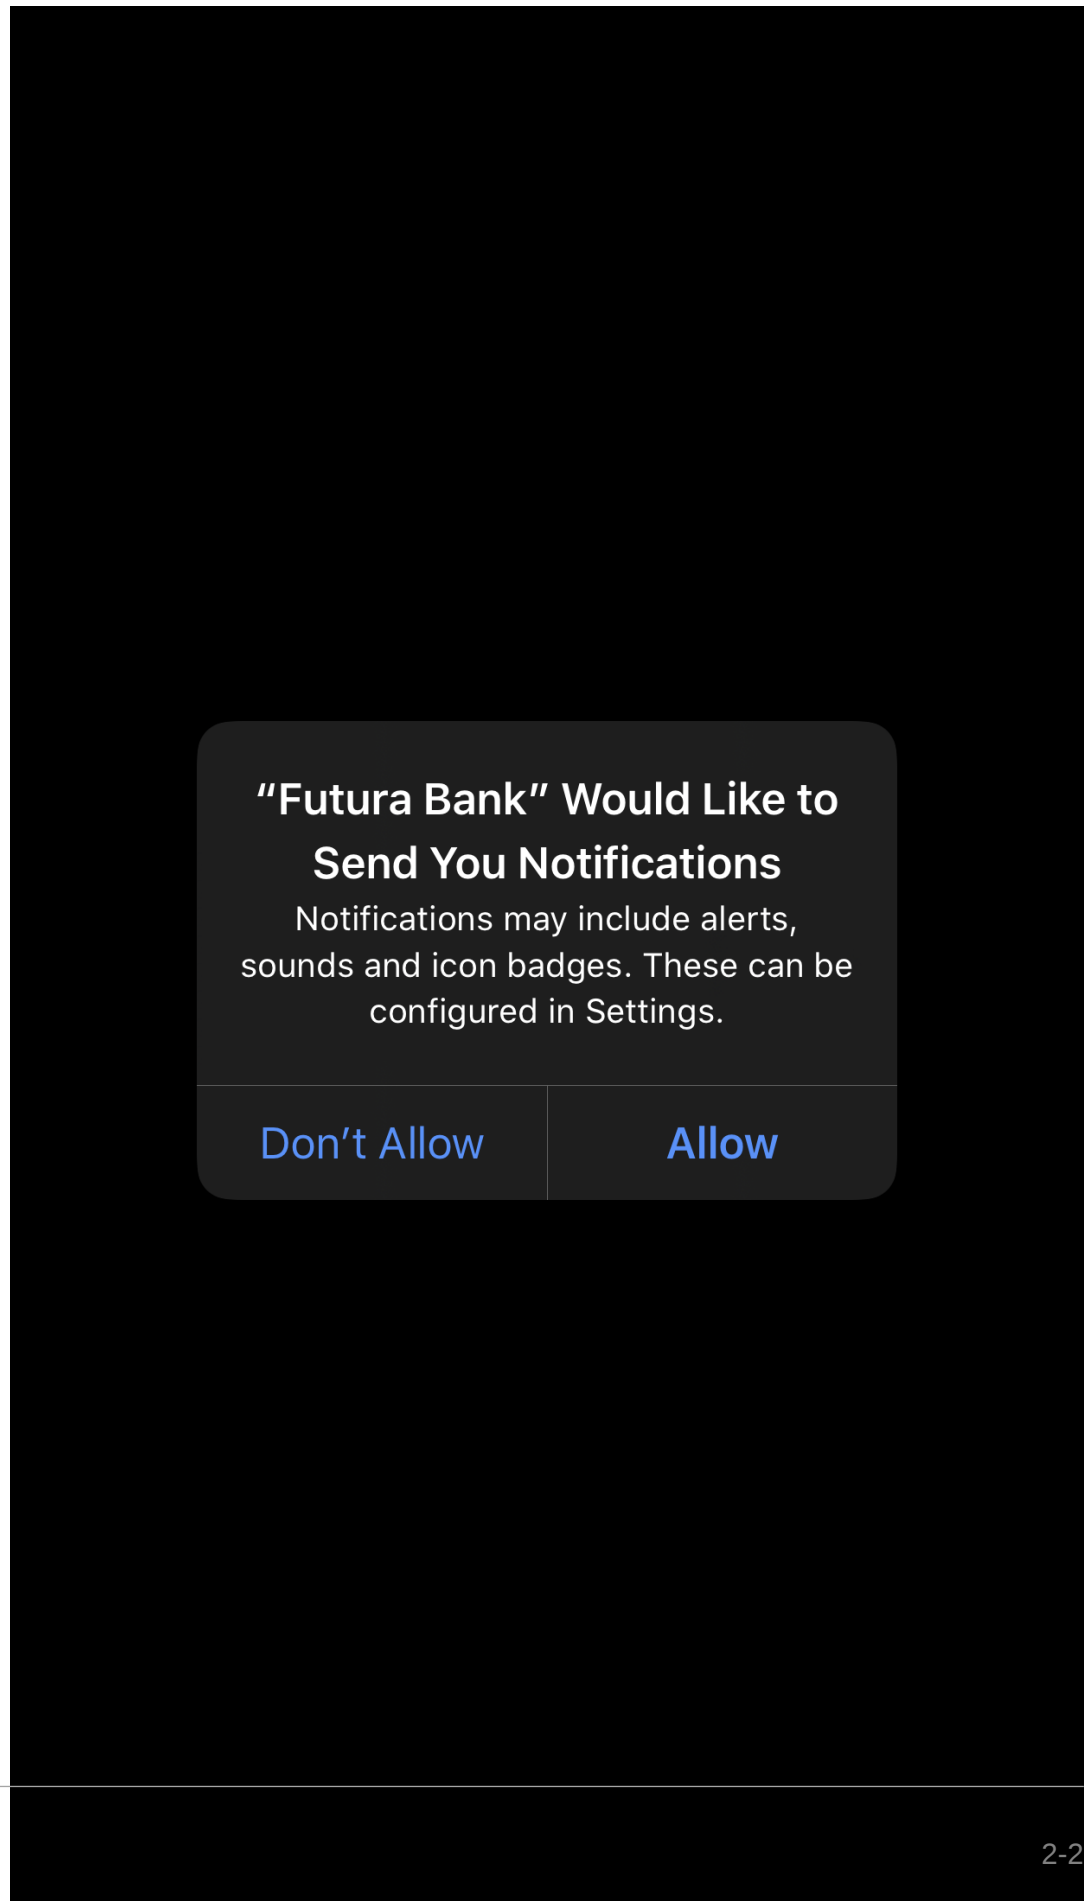 “Futura Bank” Would Like to
Send You Notifications
Notifications may include alerts,
sounds and icon badges. These can be
configured in Settings.
Don’t Allow
Allow
2-2